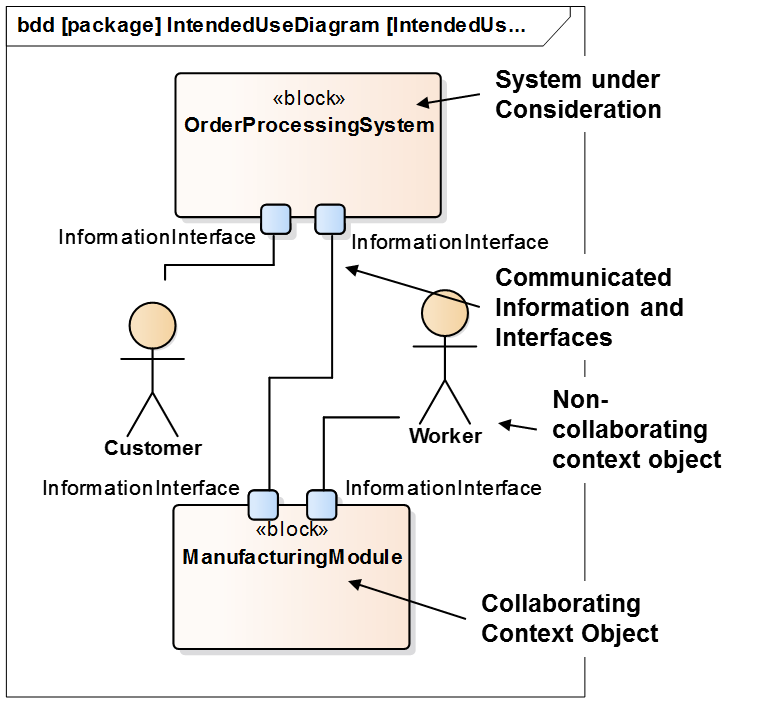 bdd [package] IntendedUseDiagram [IntendedUs...
«block»
OrderProcessingSystem
System under
Consideration
InformationInterface
InformationInterface
Communicated
Information and
Interfaces
Customer
Worker
Non-
collaborating
context object
InformationInterface
InformationInterface
«block»
ManufacturingModule
Collaborating
Context Object